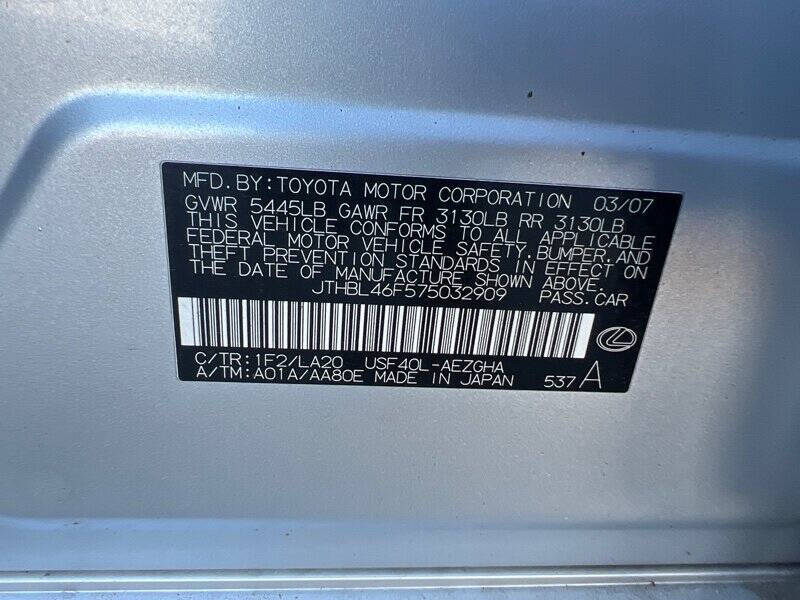 MFD. BY: TOYOTA MOTOR CORPORATION 03/07
GVWR 5445LB GAWR FR 3130LB RR 3130LB
THIS VEHICLE CONFORMS TO ALL APPLICABLE
FEDERAL MOTOR VEHICLE SAFETY, BUMPER, AND
THEFT PREVENTION STANDARDS IN EFFECT ON
THE DATE OF MANUFACTURE SHOWN ABOVE.
JTHBL46F575032909 PASS. CAR
C/TR: 1F2/LA20 USF40L-AEZGHA
A/TM: A01A/AA80E MADE IN JAPAN 537 A